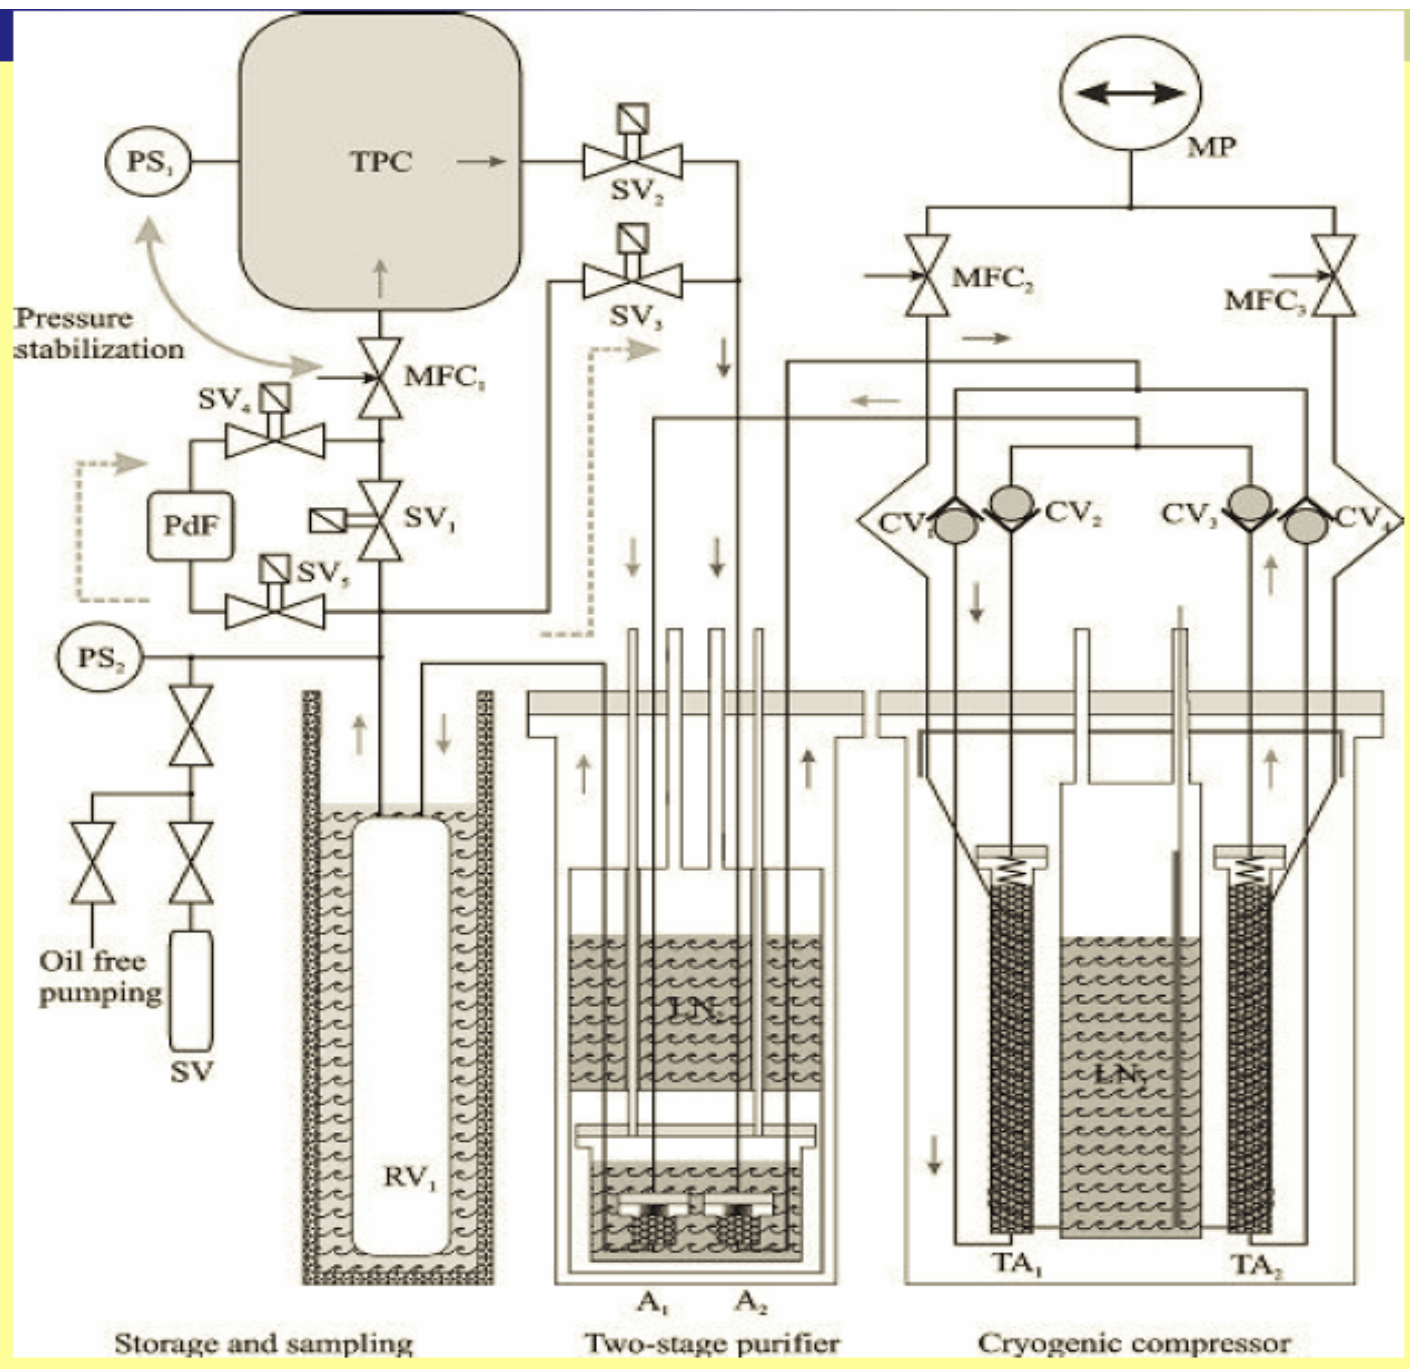 MP
PS₁
TPC
SV₂
MFC₂
MFC₃
SV₃
Pressure
stabilization
MFC₁
SV₄
PdF
SV₁
CV₁
CV₂
CV₃
CV₄
SV₅
PS₂
Oil free
pumping
LN₂
SV
LN₂
RV₁
TA₁
TA₂
A₁
A₂
Storage and sampling
Two-stage purifier
Cryogenic compressor